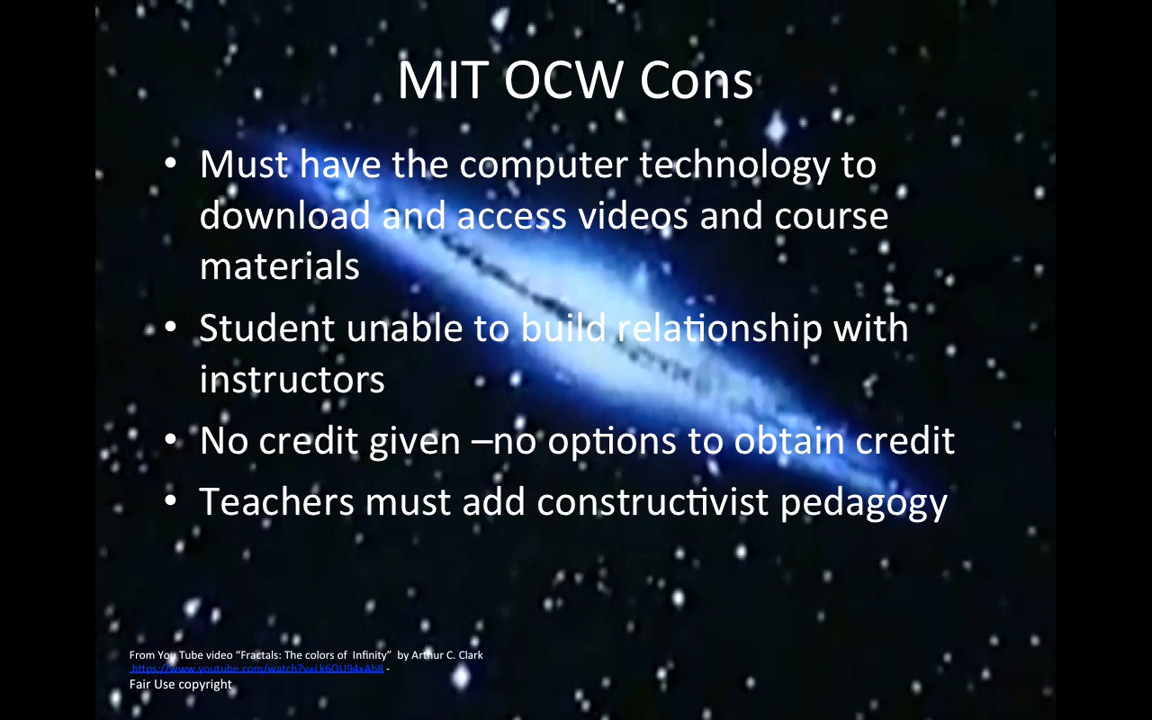 MIT OCW Cons
• Must have the computer technology to
download and access videos and course
materials
• Student unable to build relationship with
instructors
• No credit given –no options to obtain credit
• Teachers must add constructivist pedagogy
From You Tube video “Fractals: The colors of Infinity” by Arthur C. Clark
https://www.youtube.com/watch?v=Lk6QU94xAb8 -
Fair Use copyright